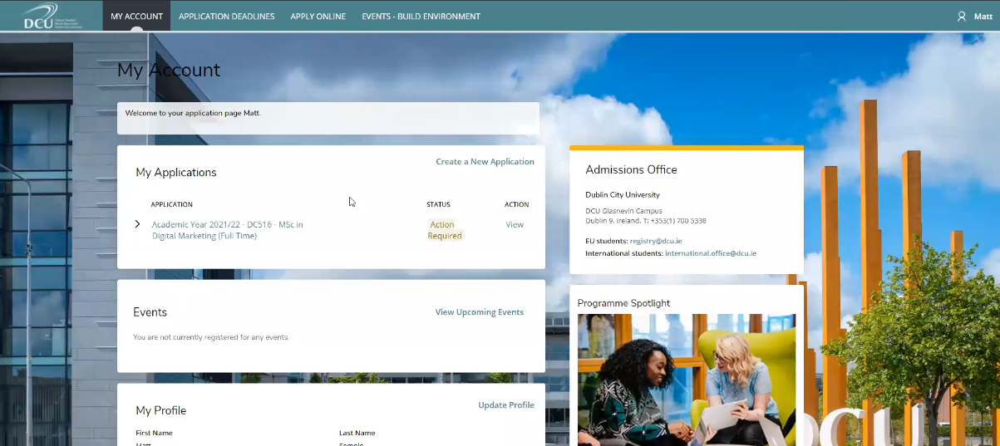 DCU
MY ACCOUNT
APPLICATION DEADLINES
APPLY ONLINE
EVENTS - BUILD ENVIRONMENT
Matt
My Account
Welcome to your application page Matt.
Create a New Application
My Applications
APPLICATION STATUS ACTION
Academic Year 2021/22 - DC516 - MSc in
Digital Marketing (Full Time)
Action
Required
View
Events
View Upcoming Events
You are not currently registered for any events.
My Profile
Update Profile
First Name
Last Name
Matt
Admissions Office
Dublin City University
DCU Glasnevin Campus
Dublin 9, Ireland, T: +353(1) 700 5338
EU students: registry@dcu.ie
International students: international.office@dcu.ie
Programme Spotlight